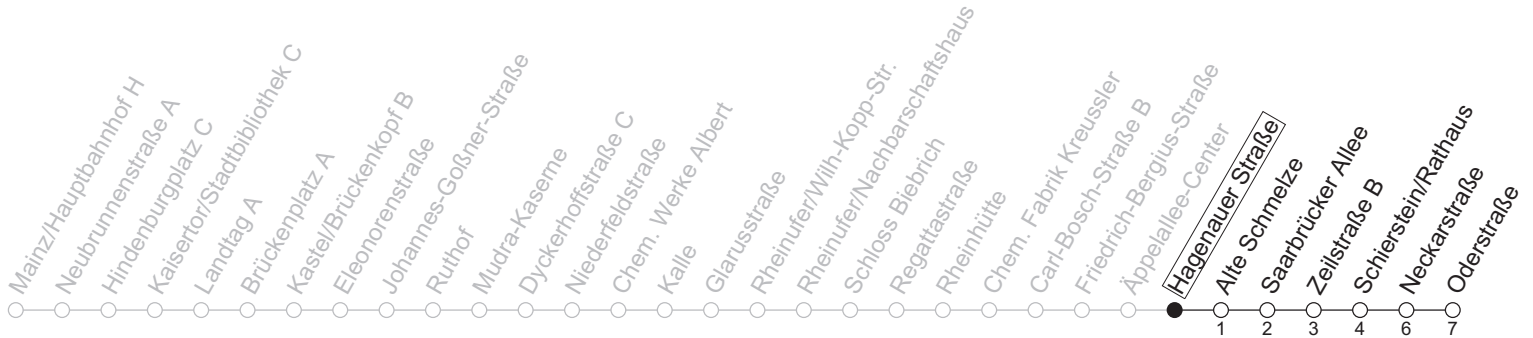 Mainz/Hauptbahnhof H
Neubrunnenstraße A
Hindenburgplatz C
Kaisertor/Stadtbibliothek C
Landtag A
Brückenplatz A
Kastel/Brückenkopf B
Eleonorenstraße
Johannes-Goßner-Straße
Ruthof
Mudra-Kaserne
Dyckerhoffstraße C
Niederfeldstraße
Chem. Werke Albert
Kalle
Glarusstraße
Rheinufer/Wilh-Kopp-Str.
Rheinufer/Nachbarschaftshaus
Schloss Biebrich
Regattastraße
Rheinhütte
Chem. Fabrik Kreussler
Carl-Bosch-Straße B
Friedrich-Bergius-Straße
Äppelallee-Center
Hagenauer Straße
Alte Schmelze
Saarbrücker Allee
Zeilstraße B
Schierstein/Rathaus
Neckarstraße
Oderstraße
1 2 3 4 6 7